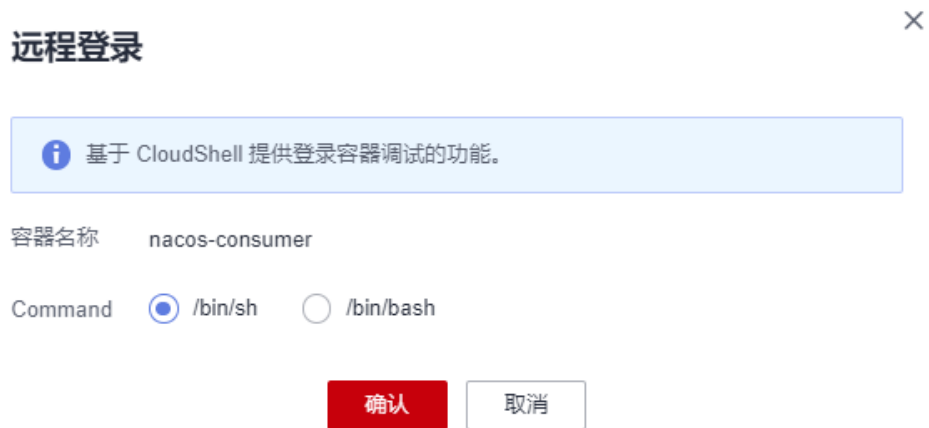 远程登录
基于 CloudShell 提供登录容器调试的功能。
容器名称 nacos-consumer
Command /bin/sh /bin/bash
确认 取消